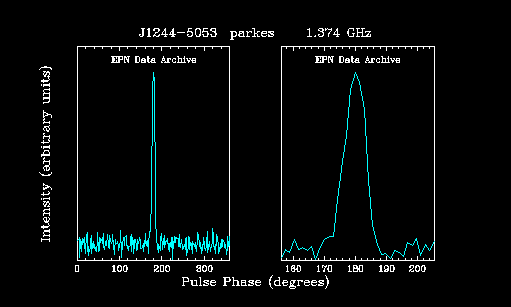 J1244-5053 parkes 1.374 GHz
EPN Data Archive EPN Data Archive
Intensity (arbitrary units)
0 100 200 300 160 170 180 190 200
Pulse Phase (degrees)